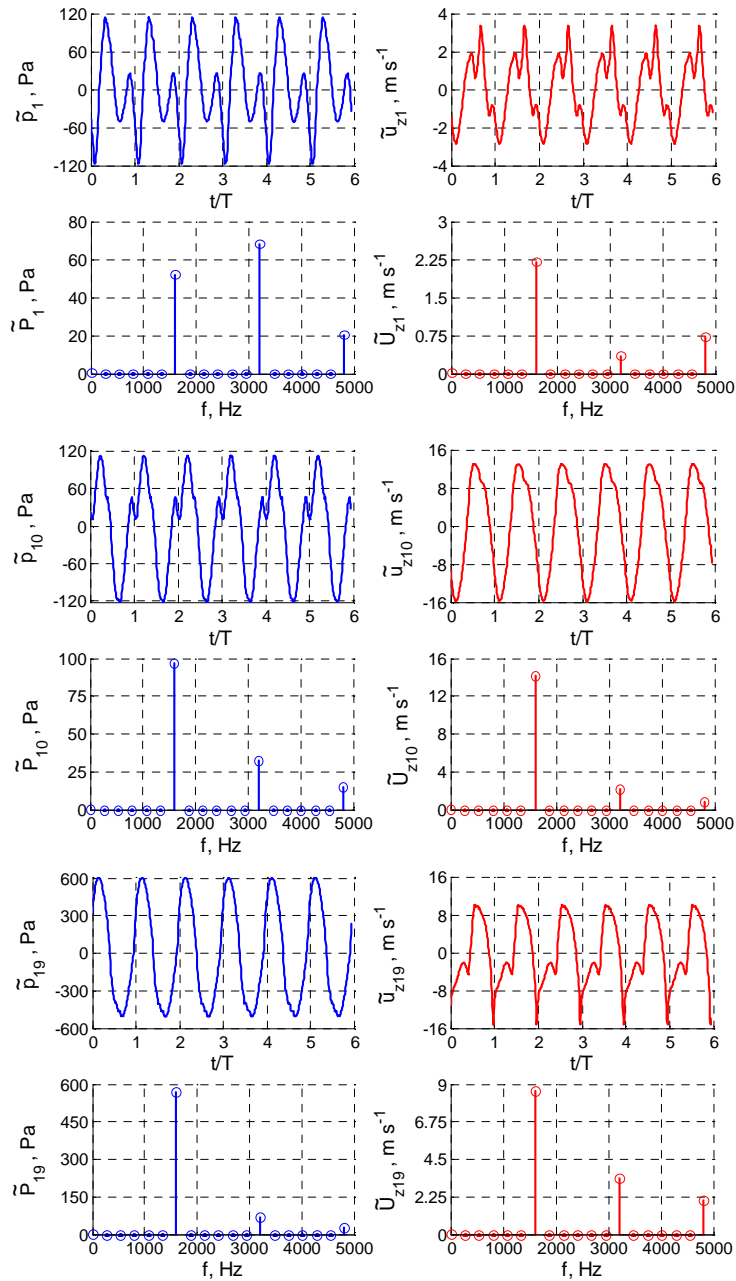 120
60
0
-60
-120
p̃₁ , Pa
0 1 2 3 4 5 6
t/T
4
2
0
-2
-4
ũz1 , m s⁻¹
0 1 2 3 4 5 6
t/T
80
60
40
20
0
P̃₁ , Pa
0 1000 2000 3000 4000 5000
f, Hz
3
2.25
1.5
0.75
0
Ũz1 , m s⁻¹
0 1000 2000 3000 4000 5000
f, Hz
120
60
0
-60
-120
p̃₁₀ , Pa
0 1 2 3 4 5 6
t/T
16
8
0
-8
-16
ũz10 , m s⁻¹
0 1 2 3 4 5 6
t/T
100
75
50
25
0
P̃₁₀ , Pa
0 1000 2000 3000 4000 5000
f, Hz
16
12
8
4
0
Ũz10 , m s⁻¹
0 1000 2000 3000 4000 5000
f, Hz
600
300
0
-300
-600
p̃₁₉ , Pa
0 1 2 3 4 5 6
t/T
16
8
0
-8
-16
ũz19 , m s⁻¹
0 1 2 3 4 5 6
t/T
600
450
300
150
0
P̃₁₉ , Pa
0 1000 2000 3000 4000 5000
f, Hz
9
6.75
4.5
2.25
0
Ũz19 , m s⁻¹
0 1000 2000 3000 4000 5000
f, Hz